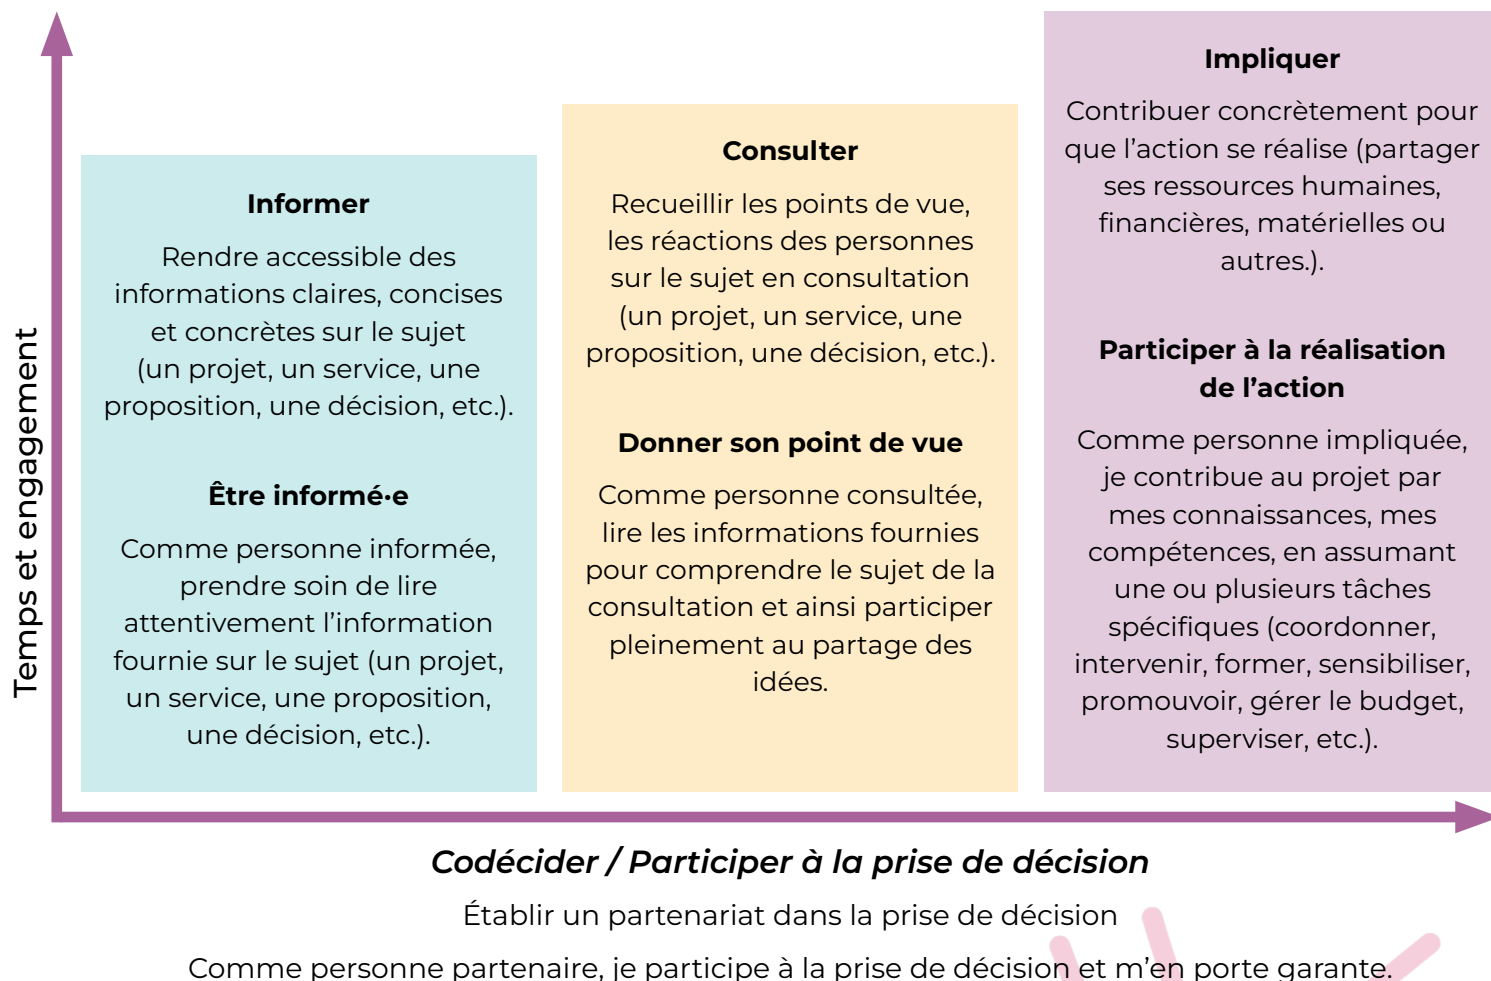 Temps et engagement
Informer
Rendre accessible des
informations claires, concises
et concrètes sur le sujet
(un projet, un service, une
proposition, une décision, etc.).
Être informé·e
Comme personne informée,
prendre soin de lire
attentivement l’information
fournie sur le sujet (un projet,
un service, une proposition,
une décision, etc.).
Consulter
Recueillir les points de vue,
les réactions des personnes
sur le sujet en consultation
(un projet, un service, une
proposition, une décision, etc.).
Donner son point de vue
Comme personne consultée,
lire les informations fournies
pour comprendre le sujet de la
consultation et ainsi participer
pleinement au partage des
idées.
Impliquer
Contribuer concrètement pour
que l’action se réalise (partager
ses ressources humaines,
financières, matérielles ou
autres.).
Participer à la réalisation
de l’action
Comme personne impliquée,
je contribue au projet par
mes connaissances, mes
compétences, en assumant
une ou plusieurs tâches
spécifiques (coordonner,
intervenir, former, sensibiliser,
promouvoir, gérer le budget,
superviser, etc.).
Codécider / Participer à la prise de décision
Établir un partenariat dans la prise de décision
Comme personne partenaire, je participe à la prise de décision et m’en porte garante.